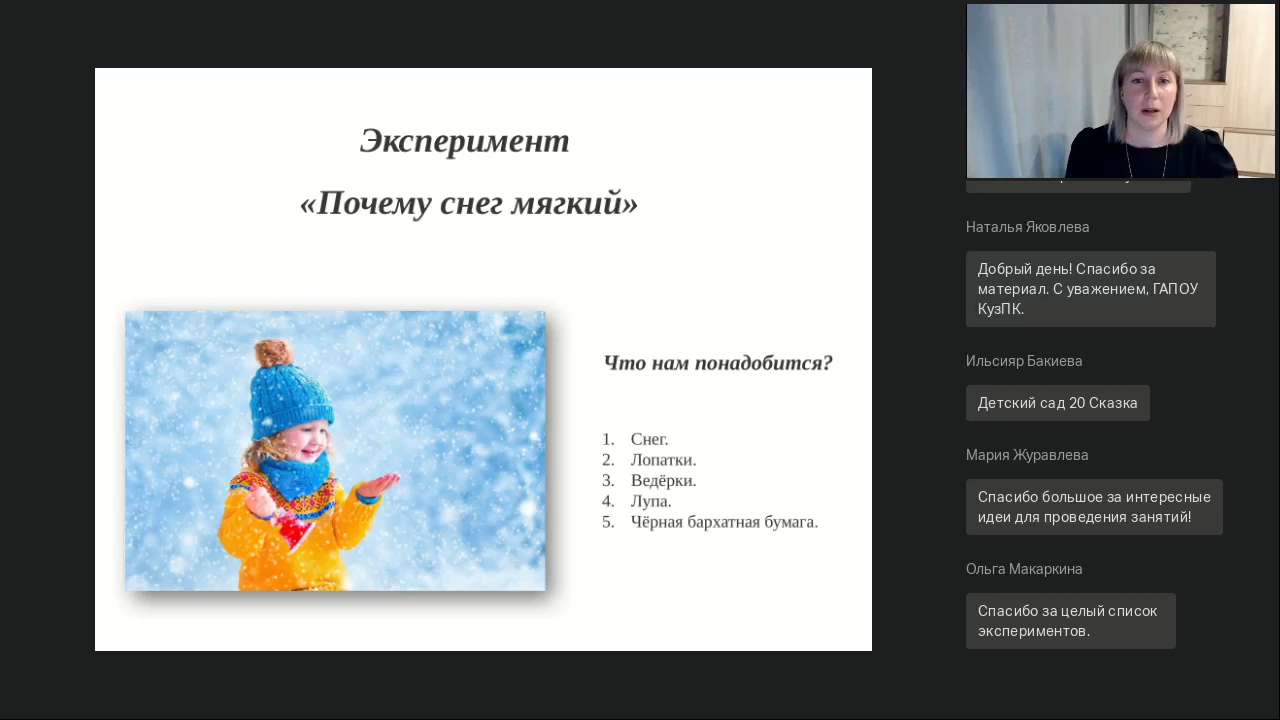 Эксперимент
«Почему снег мягкий»
Что нам понадобится?
1. Снег.
2. Лопатки.
3. Ведёрки.
4. Лупа.
5. Чёрная бархатная бумага.
Наталья Яковлева
Добрый день! Спасибо за
материал. С уважением, ГАПОУ
КузПК.
Ильсияр Бакиева
Детский сад 20 Сказка
Мария Журавлева
Спасибо большое за интересные
идеи для проведения занятий!
Ольга Макаркина
Спасибо за целый список
экспериментов.